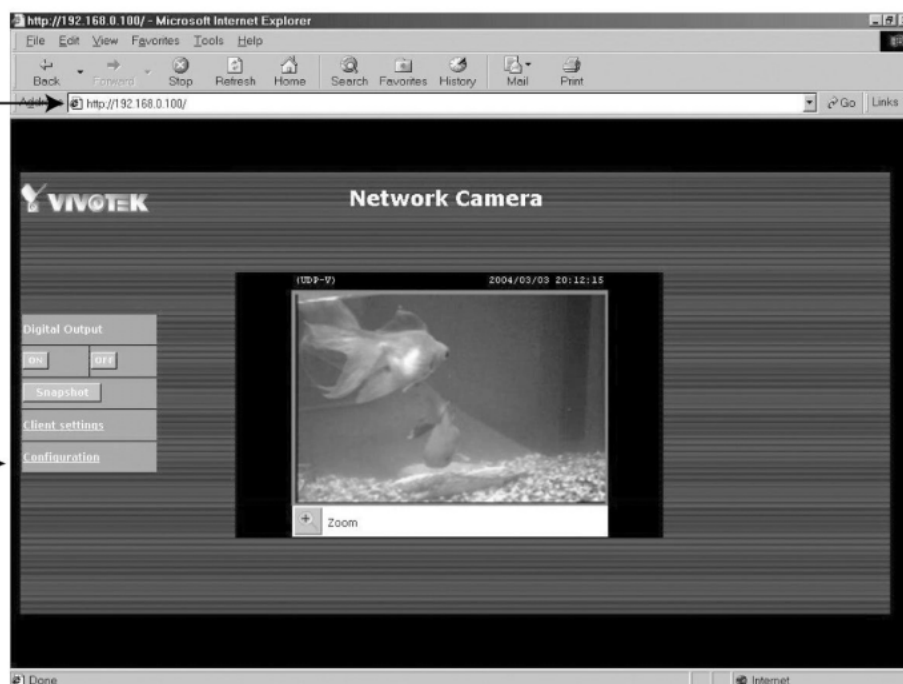 http://192.168.0.100/ - Microsoft Internet Explorer
File Edit View Favorites Tools Help
Back Forward Stop Refresh Home Search Favorites History Mail Print
http://192.168.0.100/ Go Links
VIVOTEK
Network Camera
(UDP-V) 2004/03/03 20:12:15
Digital Output
ON OFF
Snapshot
Client settings
Configuration
Zoom
Done Internet